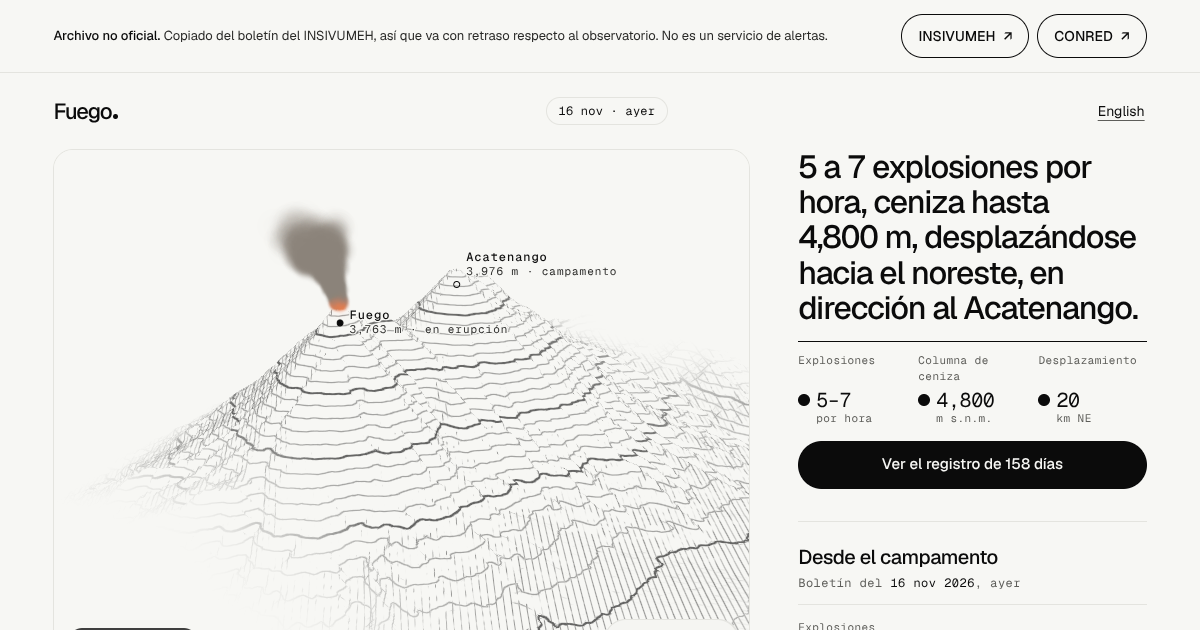 Archivo no oficial. Copiado del boletín del INSIVUMEH, así que va con retraso respecto al observatorio. No es un servicio de alertas.
INSIVUMEH ↗
CONRED ↗
Fuego.
16 nov · ayer
English
Acatenango
3,976 m · campamento
Fuego
3,763 m · en erupción
5 a 7 explosiones por
hora, ceniza hasta
4,800 m, desplazándose
hacia el noreste, en
dirección al Acatenango.
Explosiones
5–7
por hora
Columna de
ceniza
4,800
m s.n.m.
Desplazamiento
20
km NE
Ver el registro de 158 días
Desde el campamento
Boletín del 16 nov 2026, ayer
Explosiones